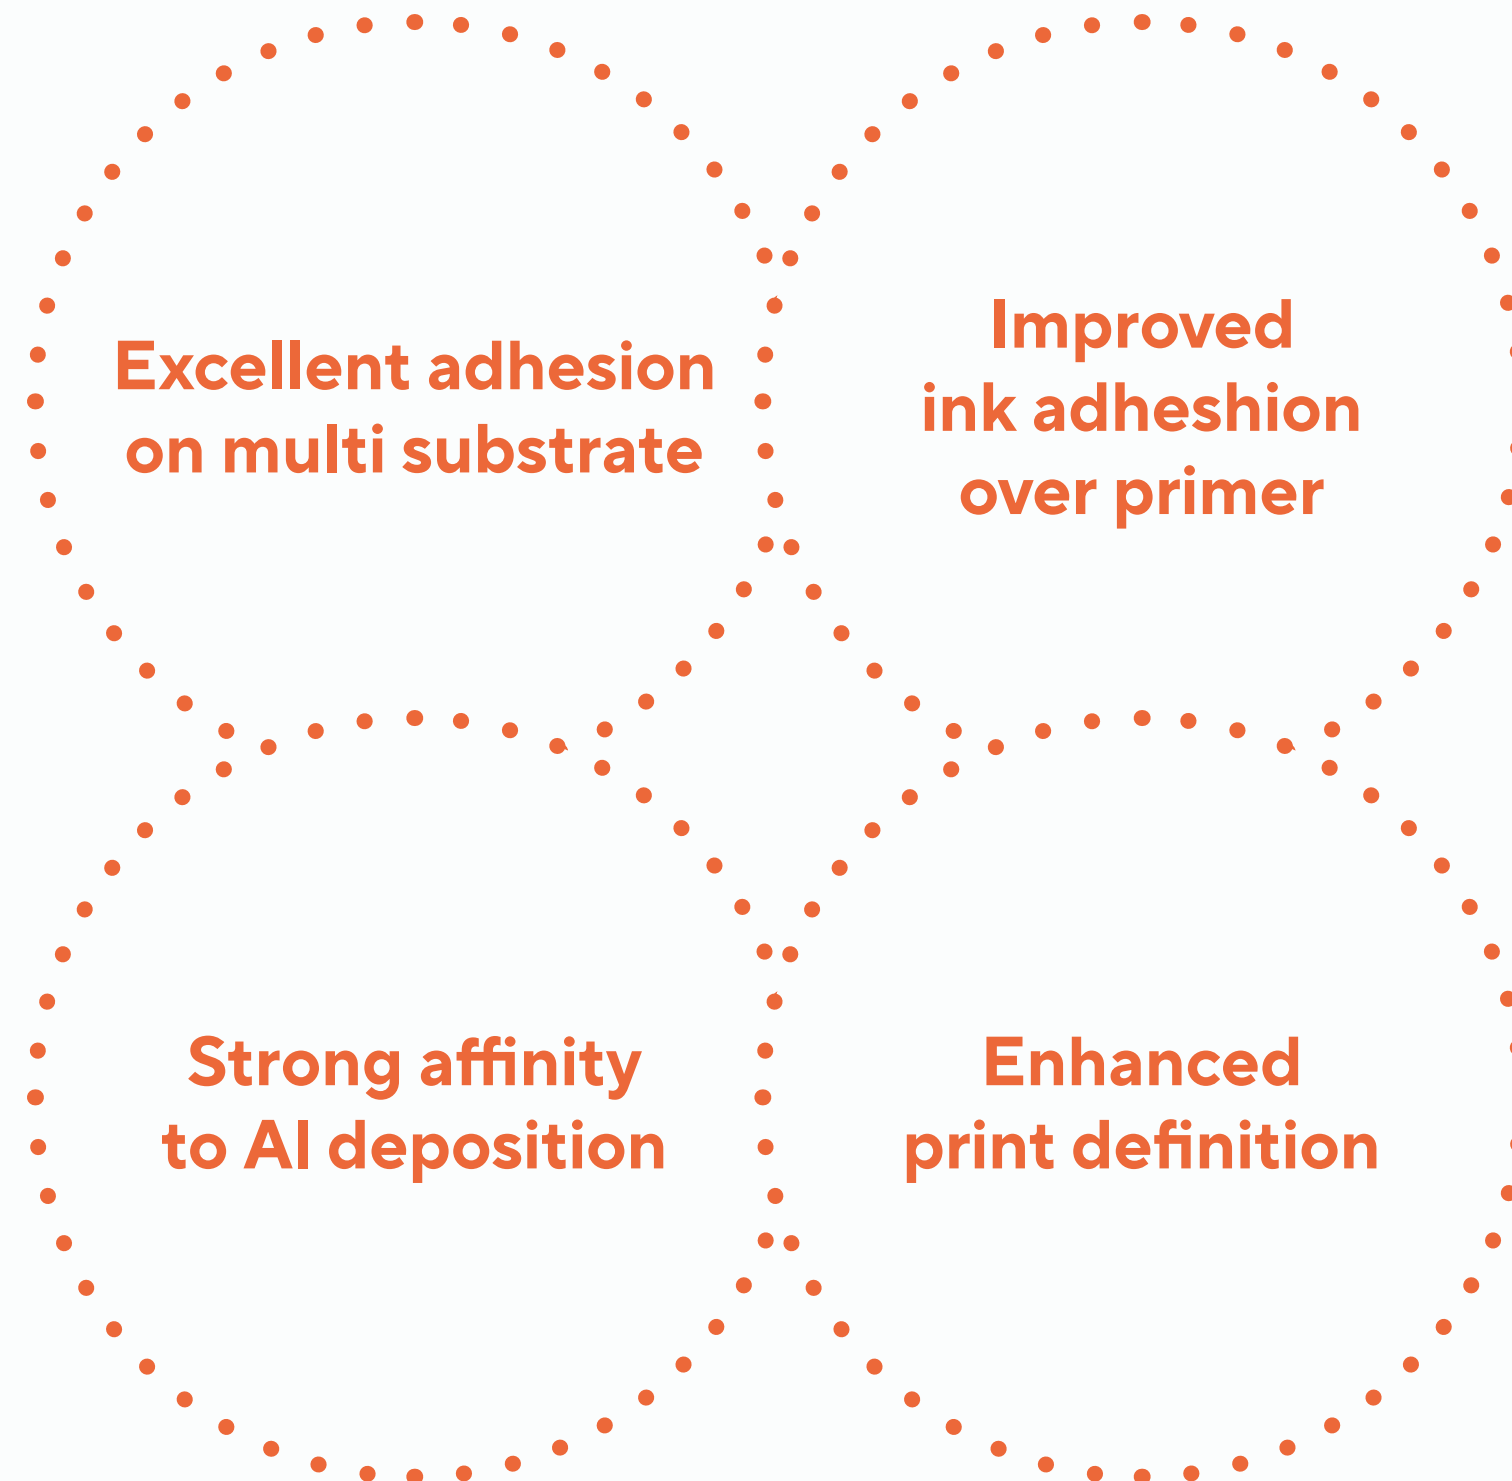 Excellent adhesion
on multi substrate
Improved
ink adheshion
over primer
Strong affinity
to Al deposition
Enhanced
print definition